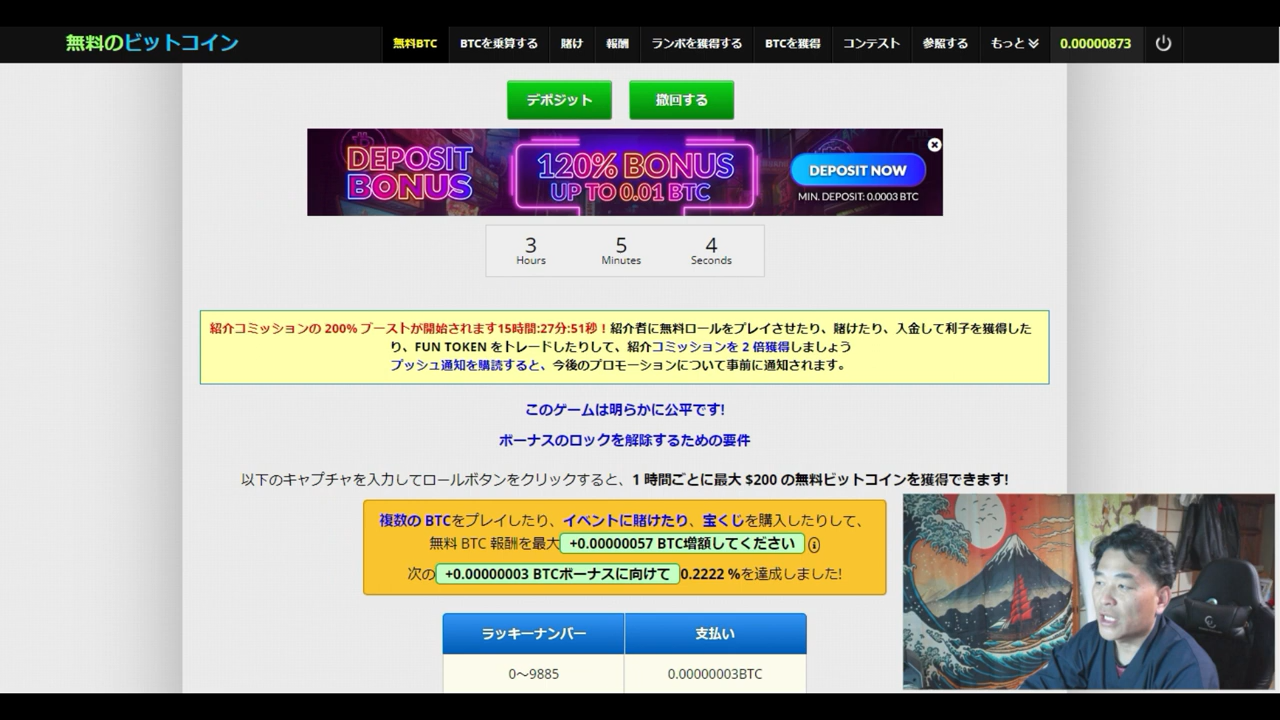 無料のビットコイン
無料BTC BTCを乗算する 賭け 報酬 ランボを獲得する BTCを獲得 コンテスト 参照する もっと 0.00000873
デポジット 撤回する
DEPOSIT BONUS
120% BONUS
UP TO 0.01 BTC
DEPOSIT NOW
MIN. DEPOSIT: 0.0003 BTC
3 5 4
Hours Minutes Seconds
紹介コミッションの 200% ブーストが開始されます15時間:27分:51秒！紹介者に無料ロールをプレイさせたり、賭けたり、入金して利子を獲得した
り、FUN TOKEN をトレードしたりして、紹介コミッションを 2 倍獲得しましょう
プッシュ通知を購読すると、今後のプロモーションについて事前に通知されます。
このゲームは明らかに公平です!
ボーナスのロックを解除するための要件
以下のキャプチャを入力してロールボタンをクリックすると、1 時間ごとに最大 $200 の無料ビットコインを獲得できます!
複数の BTCをプレイしたり、イベントに賭けたり、宝くじを購入したりして、
無料 BTC 報酬を最大 +0.00000057 BTC増額してください
次の +0.00000003 BTCボーナスに向けて 0.2222 %を達成しました!
ラッキーナンバー 支払い
0～9885 0.00000003BTC